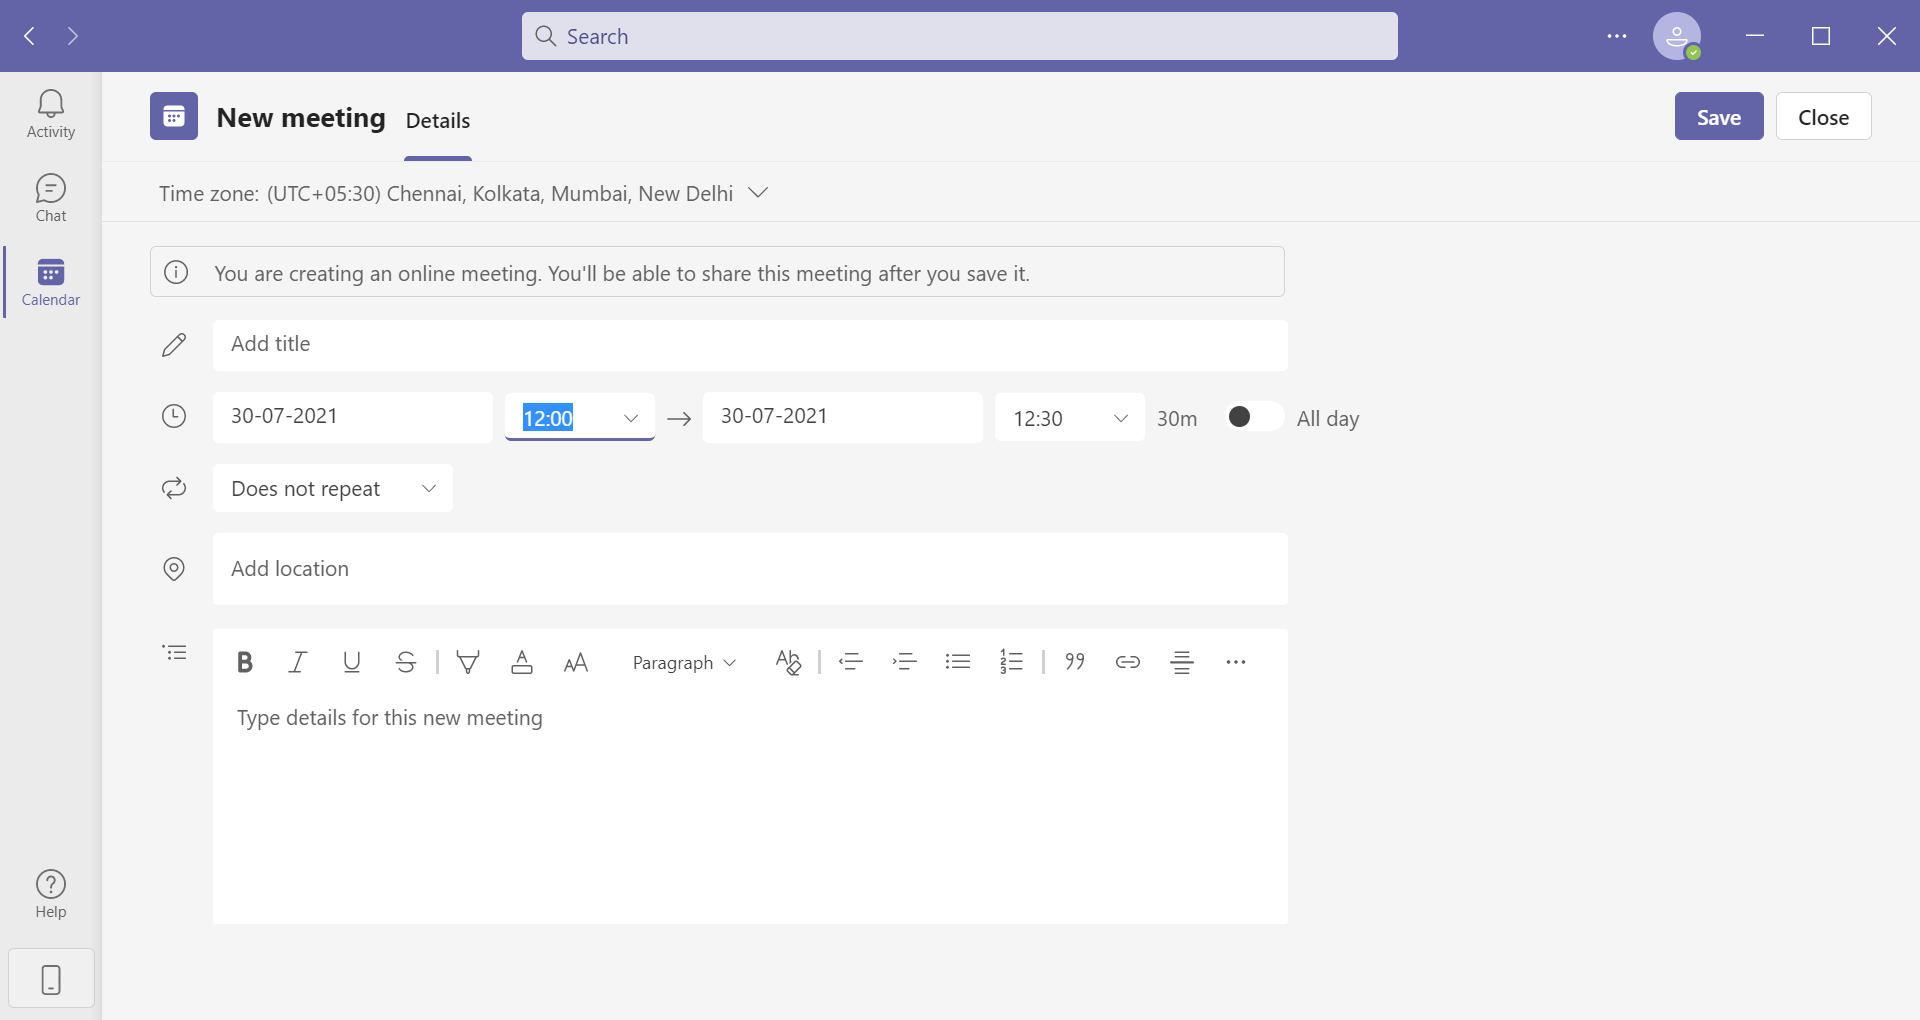 Search
Activity
Chat
Calendar
Help
New meeting Details
Save Close
Time zone: (UTC+05:30) Chennai, Kolkata, Mumbai, New Delhi
You are creating an online meeting. You'll be able to share this meeting after you save it.
Add title
30-07-2021 12:00 30-07-2021 12:30 30m All day
Does not repeat
Add location
Paragraph
Type details for this new meeting